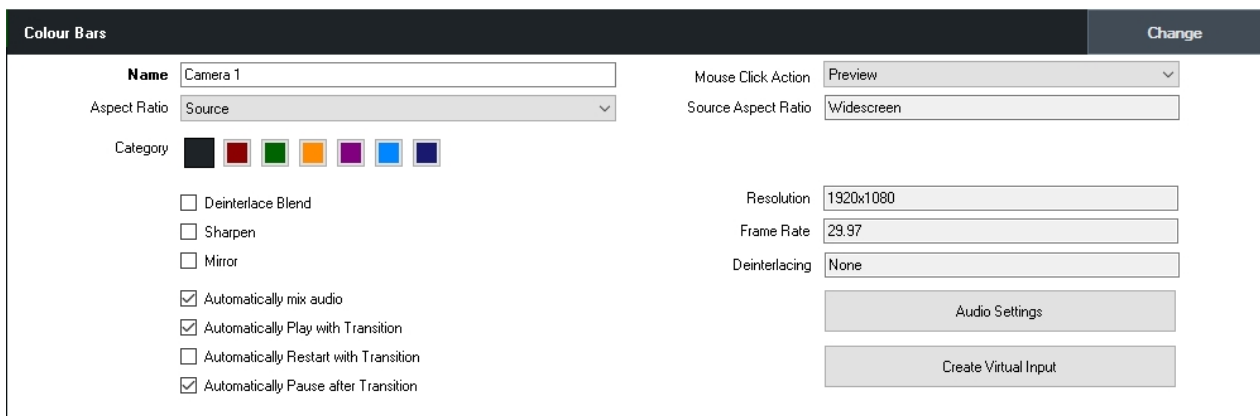 Colour Bars
Change
Name
Camera 1
Mouse Click Action
Preview
Aspect Ratio
Source
Source Aspect Ratio
Widescreen
Category
Deinterlace Blend
Resolution
1920x1080
Sharpen
Frame Rate
29.97
Mirror
Deinterlacing
None
Automatically mix audio
Audio Settings
Automatically Play with Transition
Automatically Restart with Transition
Create Virtual Input
Automatically Pause after Transition